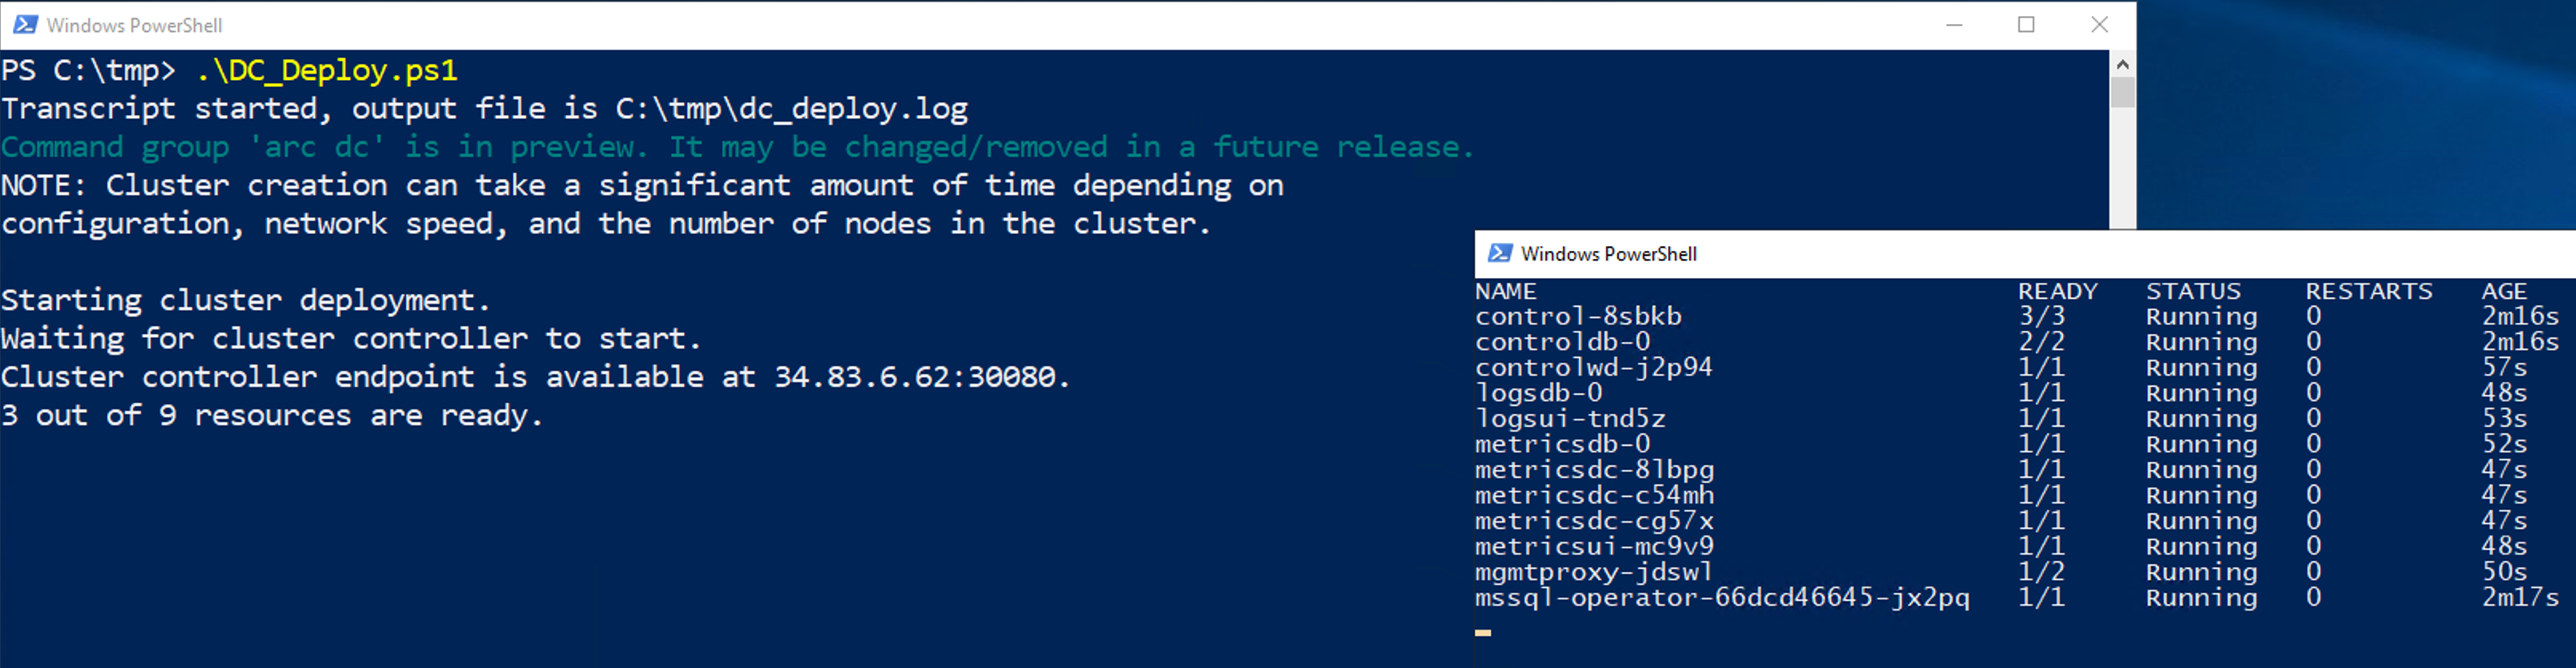 Windows PowerShell
PS C:\tmp> .\DC_Deploy.ps1
Transcript started, output file is C:\tmp\dc_deploy.log
Command group 'arc dc' is in preview. It may be changed/removed in a future release.
NOTE: Cluster creation can take a significant amount of time depending on
configuration, network speed, and the number of nodes in the cluster.
Starting cluster deployment.
Waiting for cluster controller to start.
Cluster controller endpoint is available at 34.83.6.62:30080.
3 out of 9 resources are ready.
Windows PowerShell
NAME READY STATUS RESTARTS AGE
control-8sbkb 3/3 Running 0 2m16s
controldb-0 2/2 Running 0 2m16s
controlwd-j2p94 1/1 Running 0 57s
logsdb-0 1/1 Running 0 48s
logsui-tnd5z 1/1 Running 0 53s
metricsdb-0 1/1 Running 0 52s
metricsdc-8lbpg 1/1 Running 0 47s
metricsdc-c54mh 1/1 Running 0 47s
metricsdc-cg57x 1/1 Running 0 47s
metricsui-mc9v9 1/1 Running 0 48s
mgmtproxy-jdswl 1/2 Running 0 50s
mssql-operator-66dcd46645-jx2pq 1/1 Running 0 2m17s